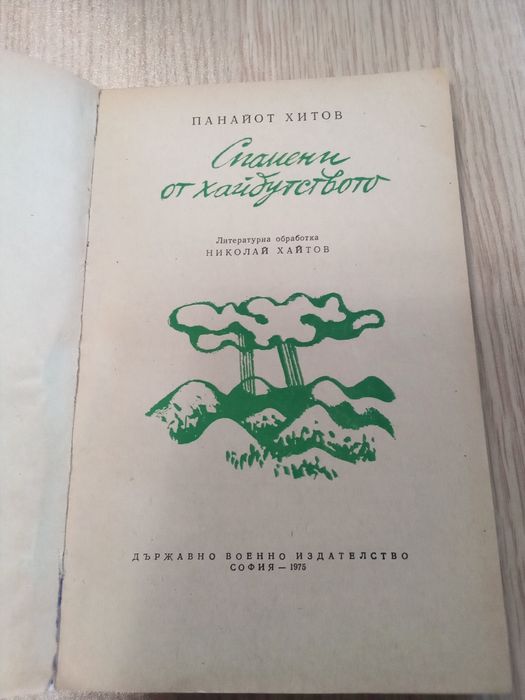 ПАНАЙОТ ХИТОВ
Спомени
от хайдутството
Литературна обработка
НИКОЛАЙ ХАЙТОВ
ДЪРЖАВНО ВОЕННО ИЗДАТЕЛСТВО
СОФИЯ — 1975